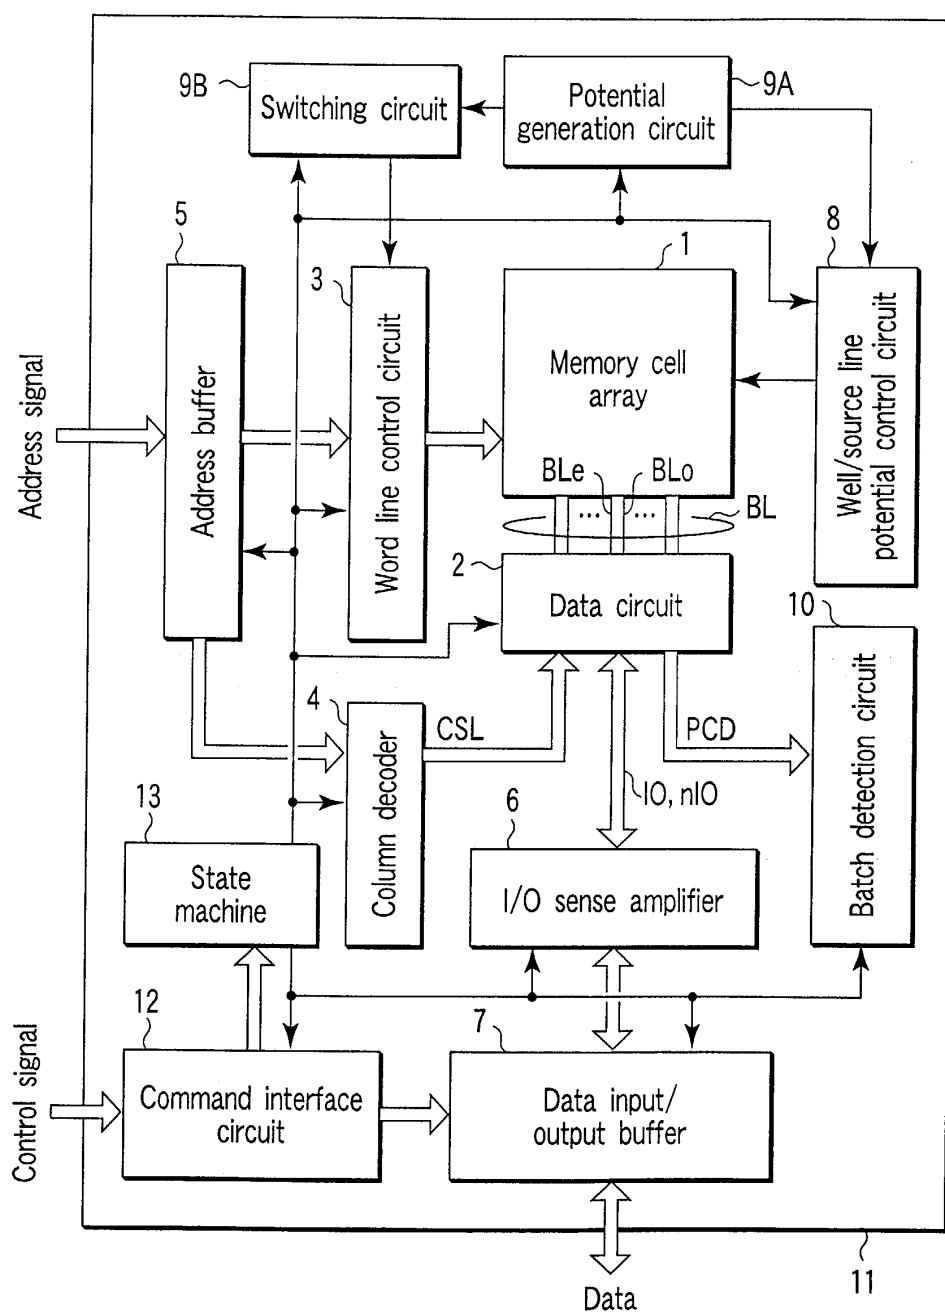 9B
Switching circuit
Potential
generation circuit
9A
5
Address buffer
3
Word line control circuit
1
Memory cell
array
8
Well/source line
potential control circuit
Address signal
BLe
BLo
... ...
BL
2
Data circuit
10
Batch detection circuit
4
Column decoder
CSL
PCD
IO, nIO
13
State
machine
6
I/O sense amplifier
12
Command interface
circuit
7
Data input/
output buffer
Control signal
11
Data